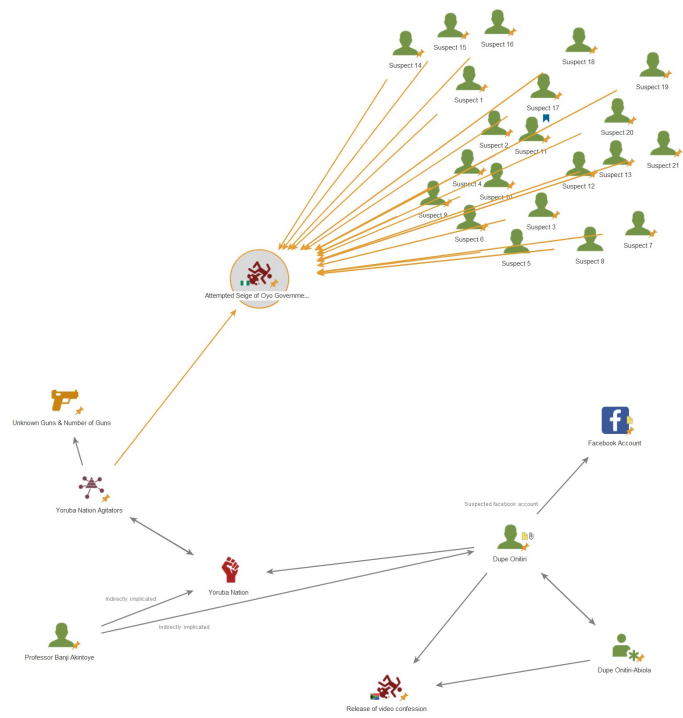 Suspect 16
Suspect 15
Suspect 14
Suspect 18
Suspect 19
Suspect 1
Suspect 17
Suspect 20
Suspect 2
Suspect 11
Suspect 21
Suspect 13
Suspect 4
Suspect 12
Suspect 10
Suspect 9
Suspect 3
Suspect 6
Suspect 7
Suspect 5
Suspect 8
Attempted Seige of Oyo Governme...
Unknown Guns & Number of Guns
Facebook Account
Suspected facebook account
Yoruba Nation Agitators
Dupe Onitiri
Yoruba Nation
Indirectly implicated
Indirectly implicated
Professor Banji Akintoye
Dupe Onitiri-Abiola
Release of video confession